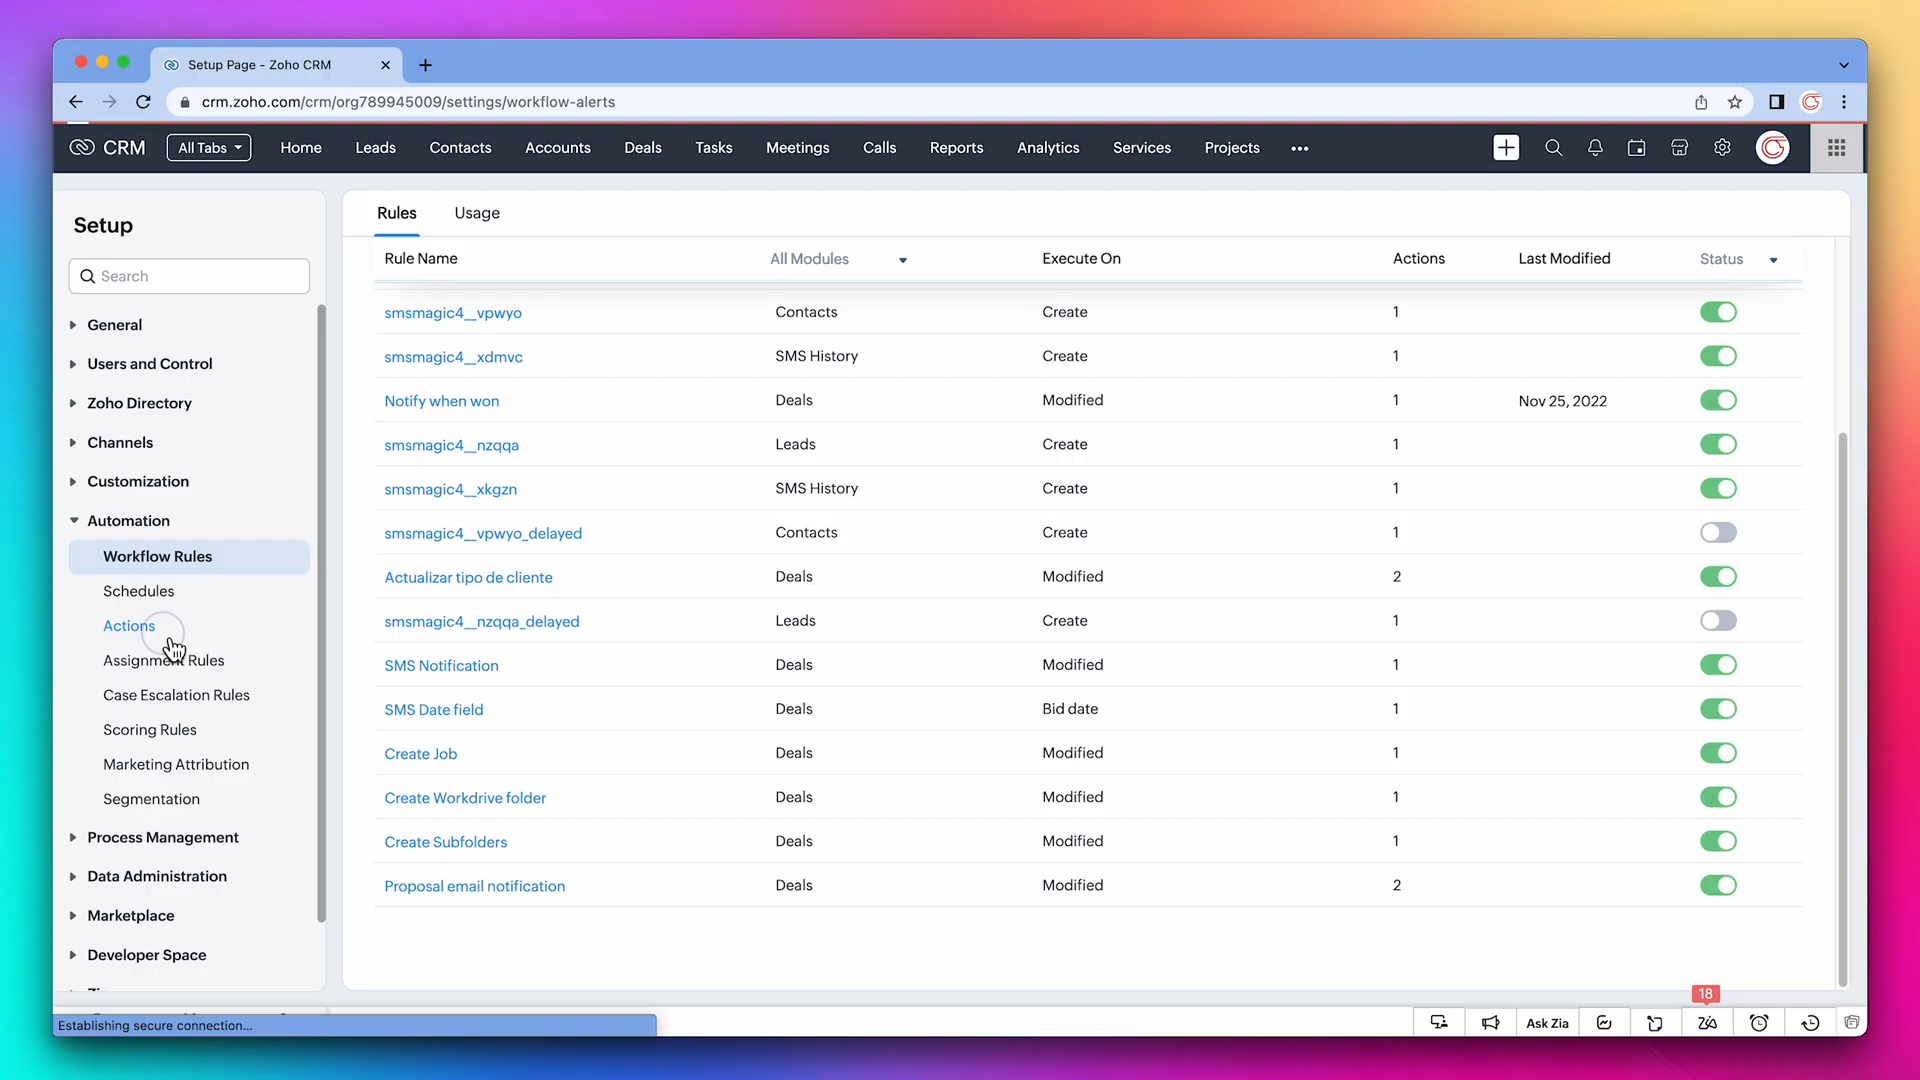 Setup Page - Zoho CRM
crm.zoho.com/crm/org789945009/settings/workflow-alerts
CRM All Tabs Home Leads Contacts Accounts Deals Tasks Meetings Calls Reports Analytics Services Projects
Setup
Search
General
Users and Control
Zoho Directory
Channels
Customization
Automation
Workflow Rules
Schedules
Actions
Assignment Rules
Case Escalation Rules
Scoring Rules
Marketing Attribution
Segmentation
Process Management
Data Administration
Marketplace
Developer Space
Rules Usage
Rule Name All Modules Execute On Actions Last Modified Status
smsmagic4__vpwyo Contacts Create 1
smsmagic4__xdmvc SMS History Create 1
Notify when won Deals Modified 1 Nov 25, 2022
smsmagic4__nzqqa Leads Create 1
smsmagic4__xkgzn SMS History Create 1
smsmagic4__vpwyo_delayed Contacts Create 1
Actualizar tipo de cliente Deals Modified 2
smsmagic4__nzqqa_delayed Leads Create 1
SMS Notification Deals Modified 1
SMS Date field Deals Bid date 1
Create Job Deals Modified 1
Create Workdrive folder Deals Modified 1
Create Subfolders Deals Modified 1
Proposal email notification Deals Modified 2
18
Establishing secure connection...
Ask Zia